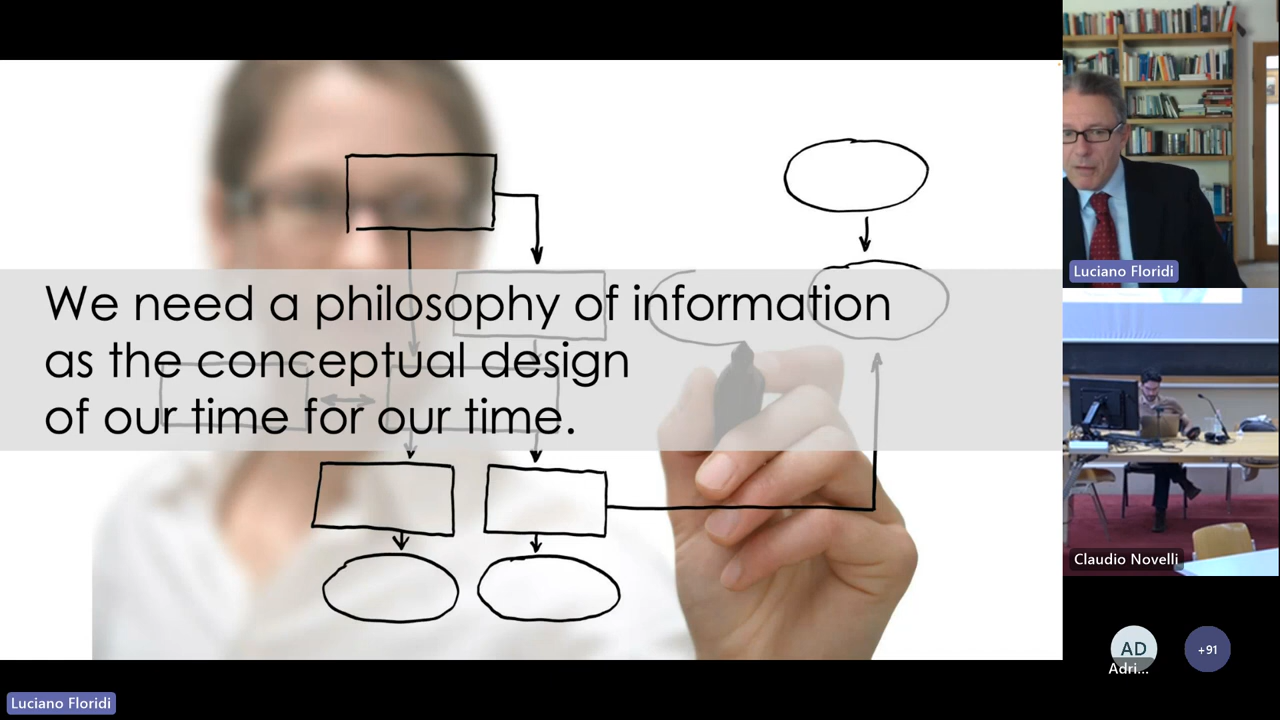 We need a philosophy of information
as the conceptual design
of our time for our time.
Luciano Floridi
Claudio Novelli
AD
Adri...
+91
Luciano Floridi